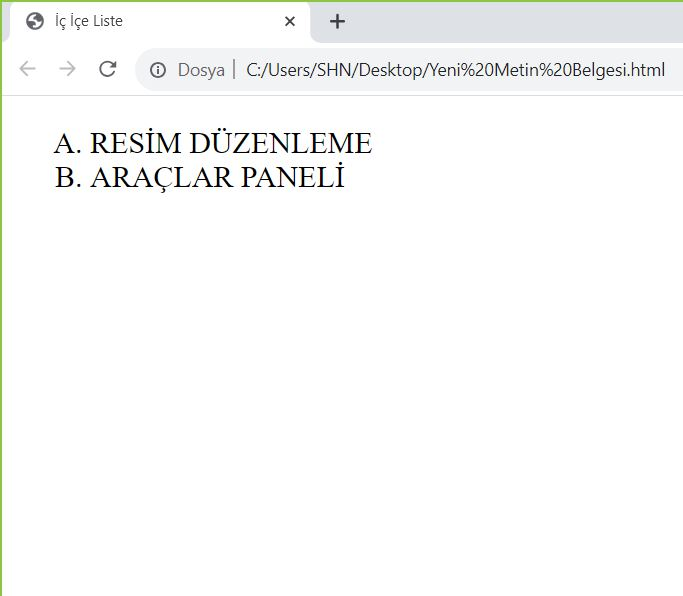 İç İçe Liste
Dosya | C:/Users/SHN/Desktop/Yeni%20Metin%20Belgesi.html
A. RESİM DÜZENLEME
B. ARAÇLAR PANELİ